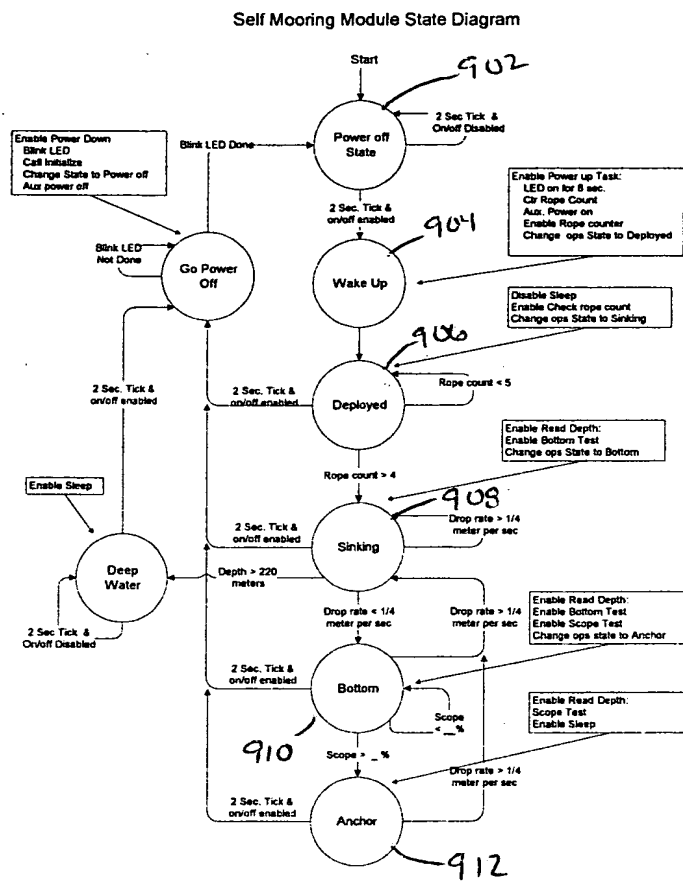 Self Mooring Module State Diagram
Start
902
Power off
State
2 Sec Tick &
On/off Disabled
Enable Power Down
Blink LED
Call Initialize
Change State to Power off
Aux power off
Blink LED Done
Enable Power up Task:
LED on for 8 sec.
Clr Rope Count
Aux. Power on
Enable Rope counter
Change ops State to Deployed
2 Sec. Tick &
on/off enabled
904
Blink LED
Not Done
Go Power
Off
Wake Up
Disable Sleep
Enable Check rope count
Change ops State to Sinking
906
2 Sec. Tick &
on/off enabled
2 Sec. Tick &
on/off enabled
Deployed
Rope count < 5
Enable Read Depth:
Enable Bottom Test
Change ops State to Bottom
Rope count > 4
908
Enable Sleep
2 Sec. Tick &
on/off enabled
Sinking
Drop rate > 1/4
meter per sec
Deep
Water
Depth > 220
meters
2 Sec Tick &
On/off Disabled
Drop rate < 1/4
meter per sec
Drop rate > 1/4
meter per sec
Enable Read Depth:
Enable Bottom Test
Enable Scope Test
Change ops state to Anchor
2 Sec. Tick &
on/off enabled
Bottom
Scope
< _ %
Enable Read Depth:
Scope Test
Enable Sleep
910
Scope > _ %
Drop rate > 1/4
meter per sec
2 Sec. Tick &
on/off enabled
Anchor
912